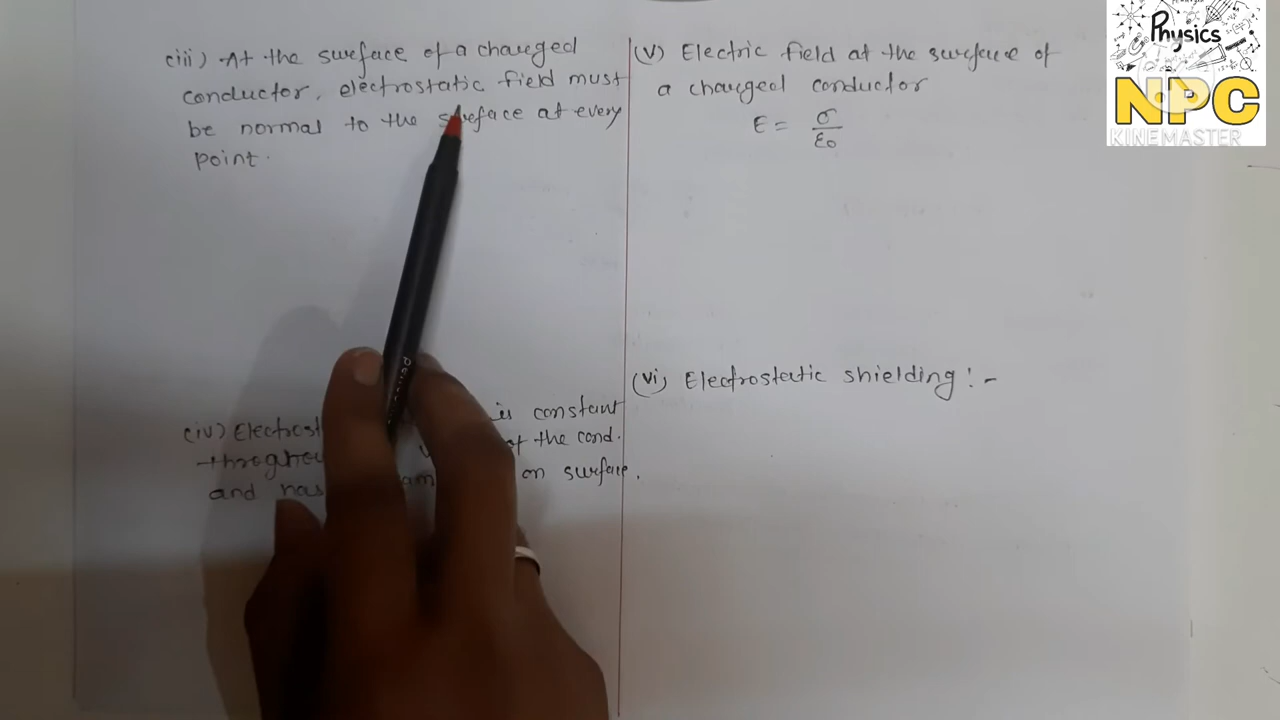 (iii) At the surface of a charged
conductor, electrostatic field must
be normal to the surface at every
point.
(iv) Electrost is constant
throghou of the cond.
and has on surface.
(v) Electric field at the surface of
a charged conductor
E = σ/ε0
(vi) Electrostatic shielding : -
Physics
NPC
KINEMASTER